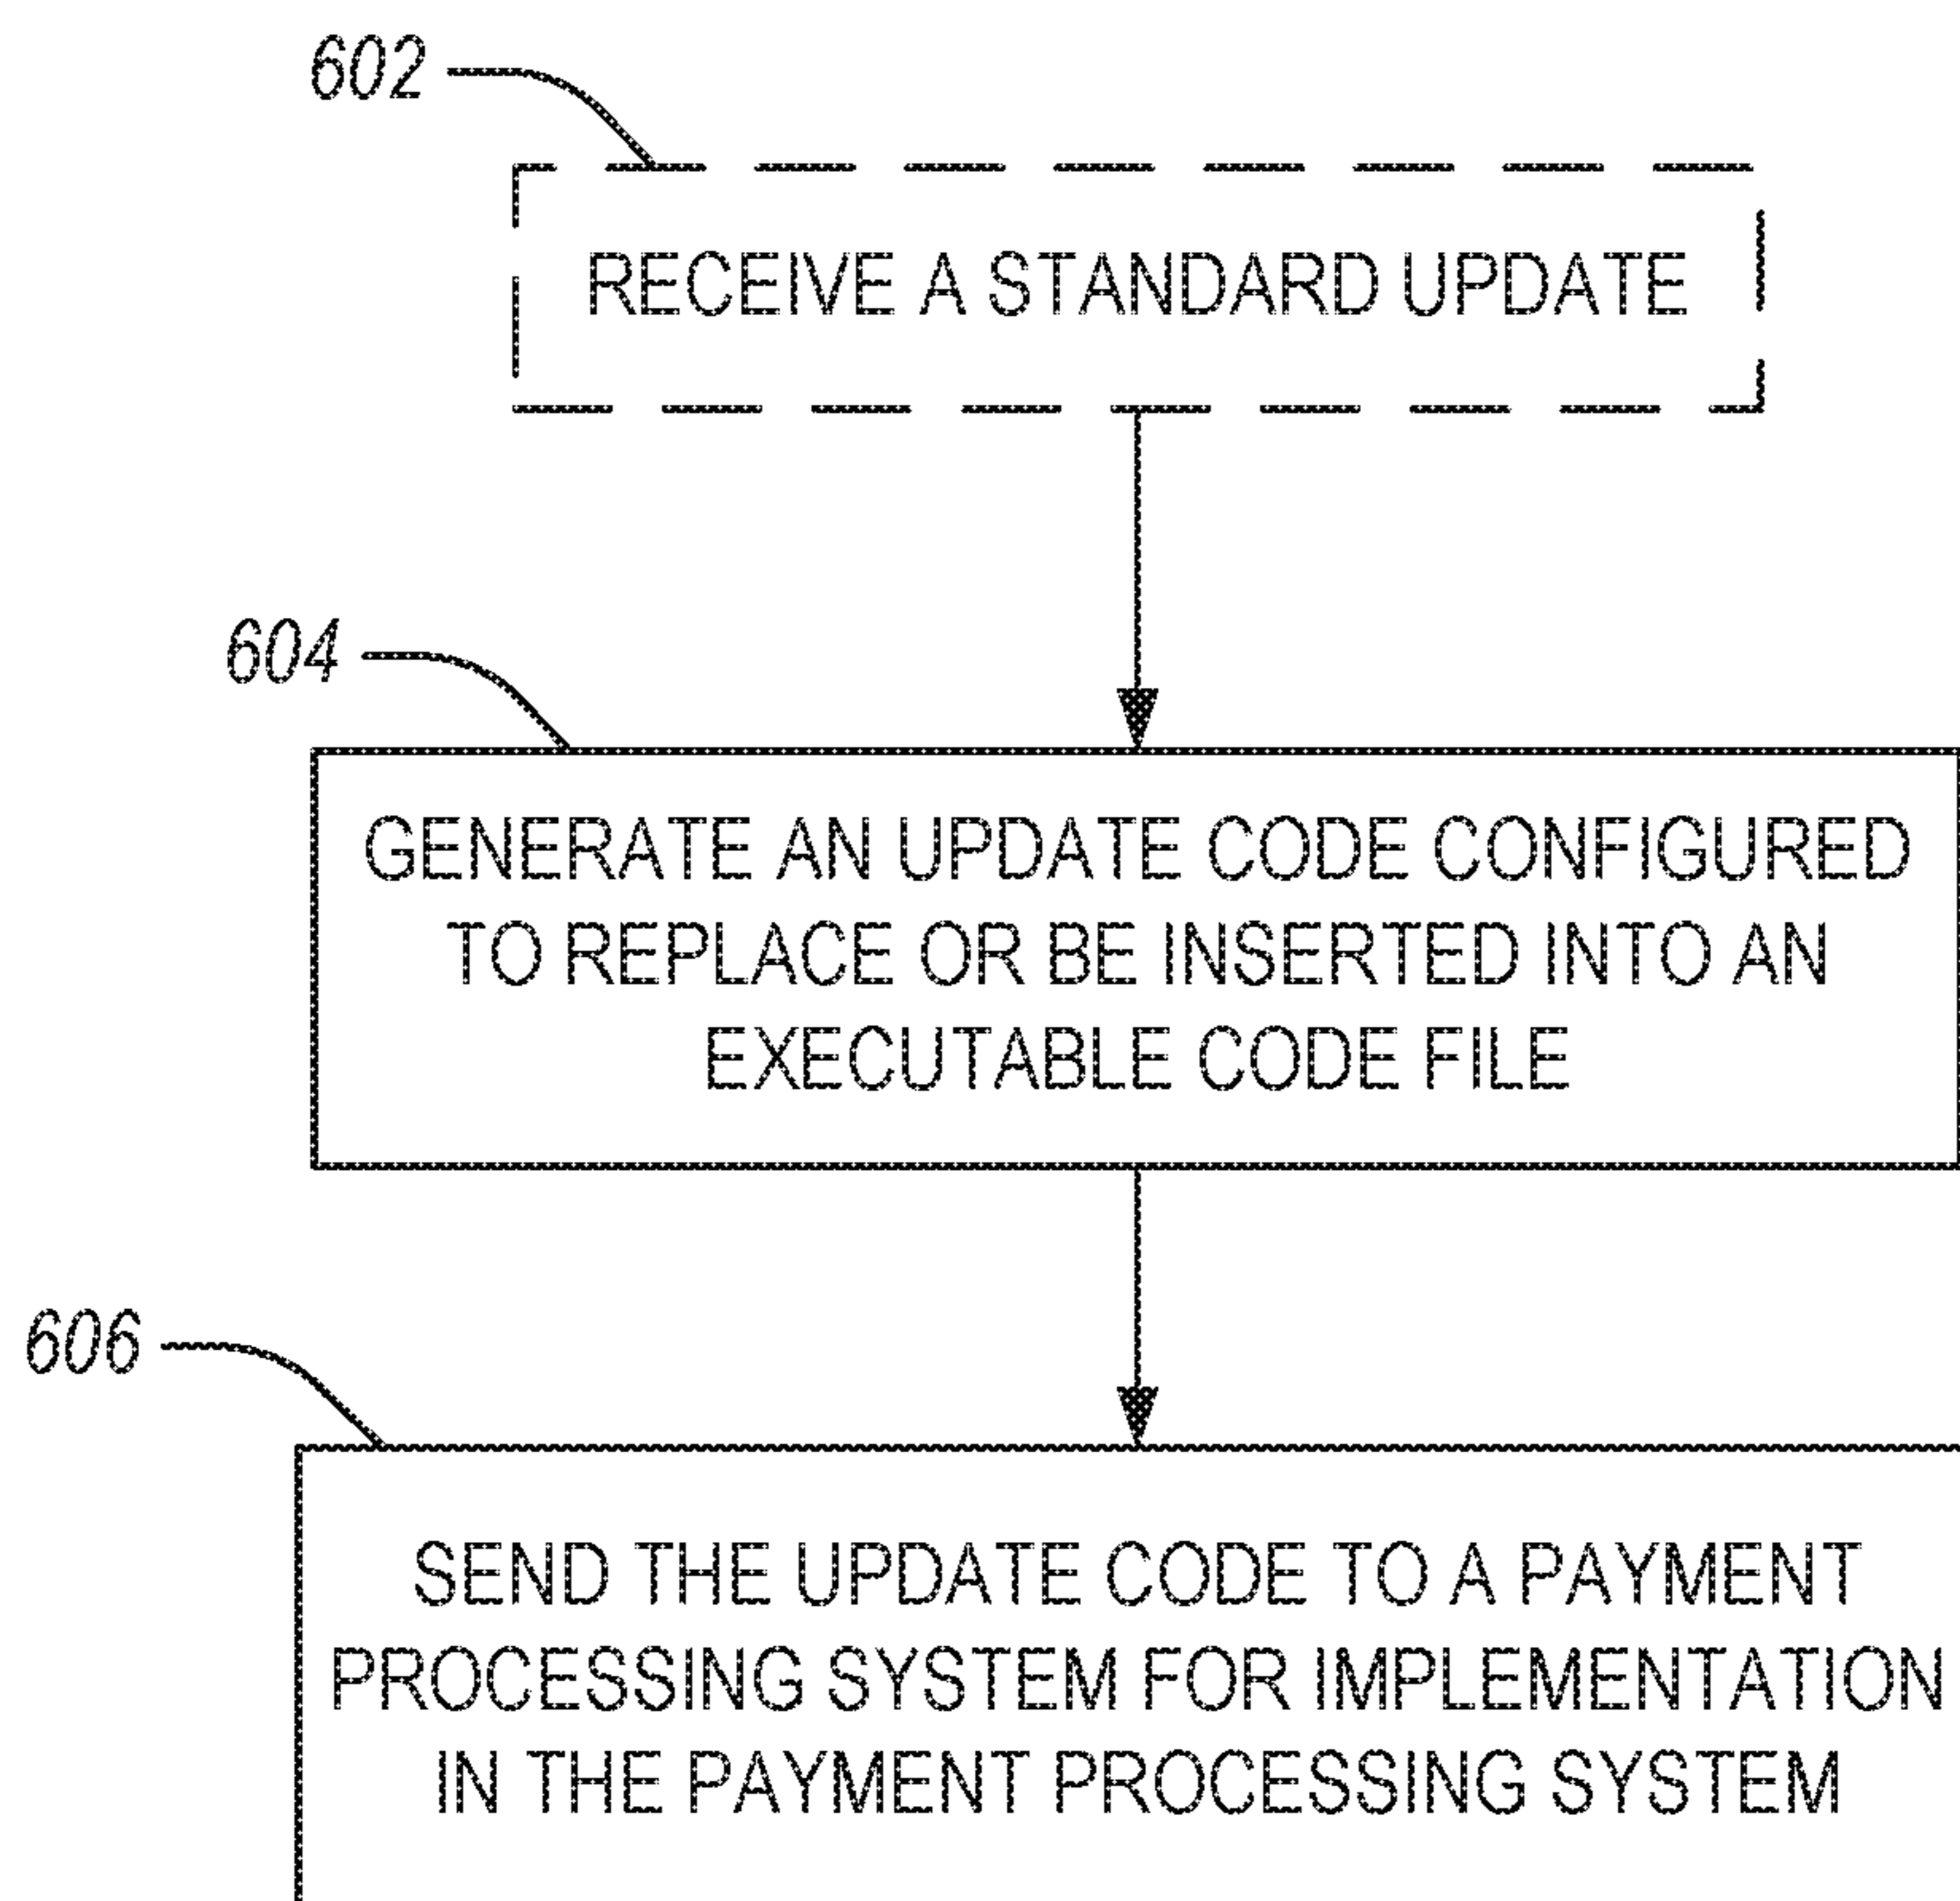 602
RECEIVE A STANDARD UPDATE
604
GENERATE AN UPDATE CODE CONFIGURED
TO REPLACE OR BE INSERTED INTO AN
EXECUTABLE CODE FILE
606
SEND THE UPDATE CODE TO A PAYMENT
PROCESSING SYSTEM FOR IMPLEMENTATION
IN THE PAYMENT PROCESSING SYSTEM